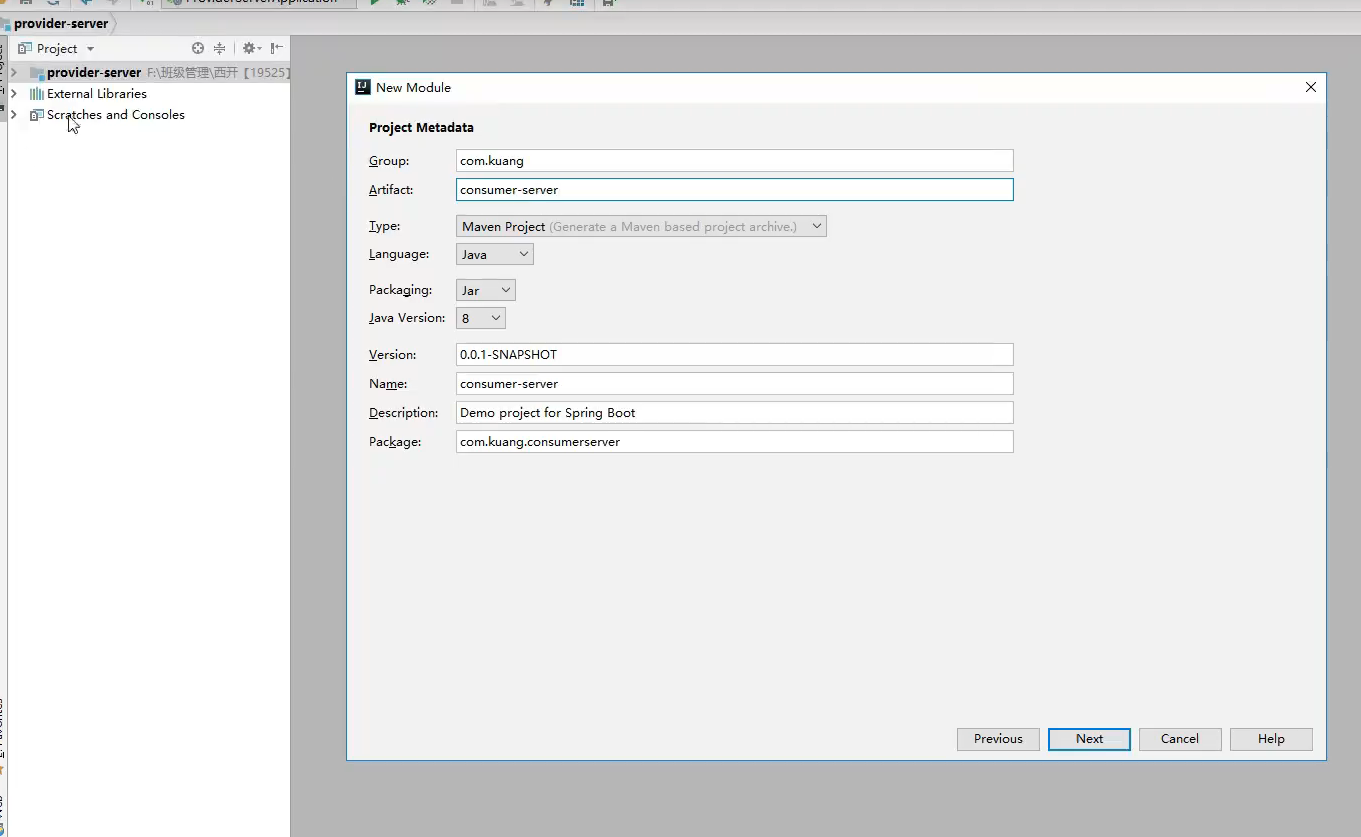 provider-server
Project
provider-server F:\班级管理\西开【19525】
External Libraries
Scratches and Consoles
New Module
Project Metadata
Group: com.kuang
Artifact: consumer-server
Type: Maven Project (Generate a Maven based project archive.)
Language: Java
Packaging: Jar
Java Version: 8
Version: 0.0.1-SNAPSHOT
Name: consumer-server
Description: Demo project for Spring Boot
Package: com.kuang.consumerserver
Previous Next Cancel Help